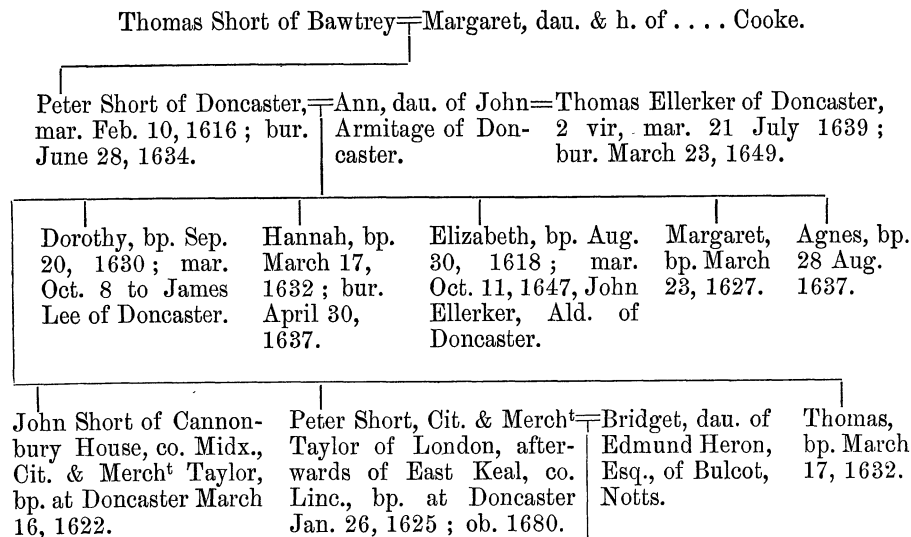 Thomas Short of Bawtrey=Margaret, dau. & h. of . . . . Cooke.
Peter Short of Doncaster,
mar. Feb. 10, 1616 ; bur.
June 28, 1634.
=Ann, dau. of John
Armitage of Don-
caster.
=Thomas Ellerker of Doncaster,
2 vir, mar. 21 July 1639 ;
bur. March 23, 1649.
Dorothy, bp. Sep.
20, 1630 ; mar.
Oct. 8 to James
Lee of Doncaster.
Hannah, bp.
March 17,
1632 ; bur.
April 30,
1637.
Elizabeth, bp. Aug.
30, 1618 ; mar.
Oct. 11, 1647, John
Ellerker, Ald. of
Doncaster.
Margaret,
bp. March
23, 1627.
Agnes, bp.
28 Aug.
1637.
John Short of Cannon-
bury House, co. Midx.,
Cit. & Mercht Taylor,
bp. at Doncaster March
16, 1622.
Peter Short, Cit. & Mercht
Taylor of London, after-
wards of East Keal, co.
Linc., bp. at Doncaster
Jan. 26, 1625 ; ob. 1680.
=Bridget, dau. of
Edmund Heron,
Esq., of Bulcot,
Notts.
Thomas,
bp. March
17, 1632.